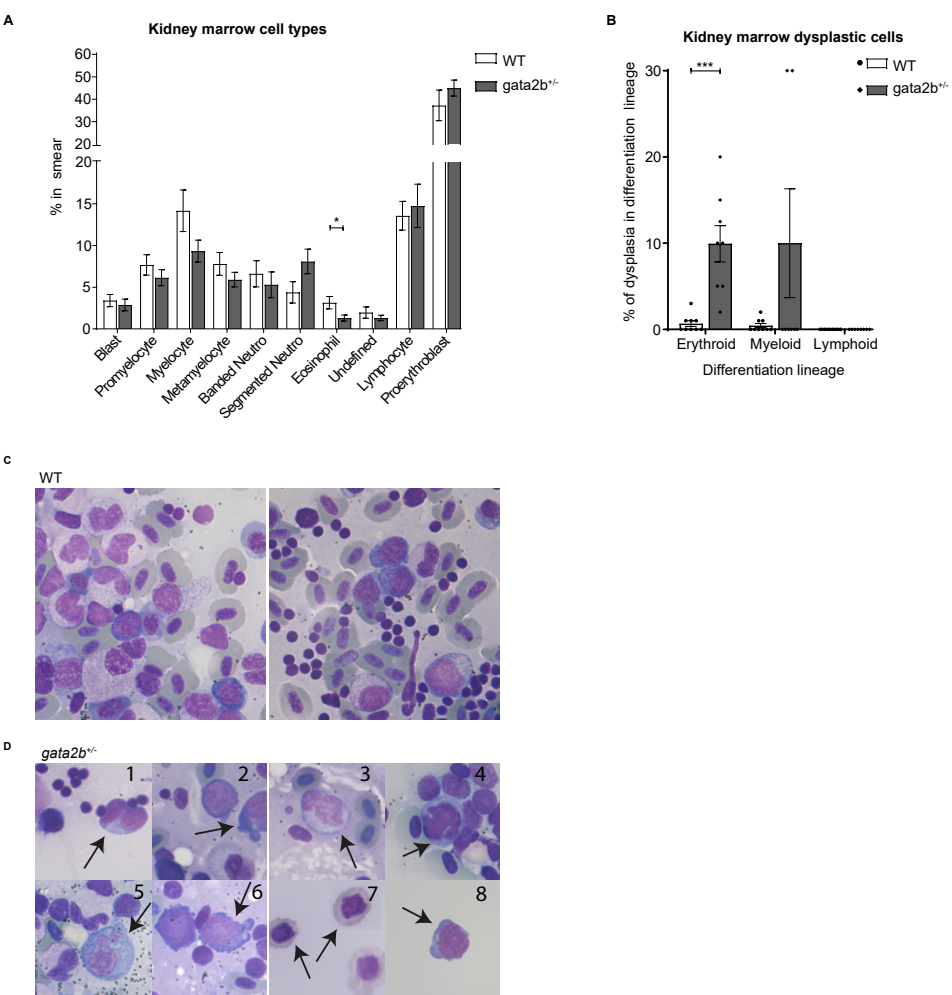 A
Kidney marrow cell types
% in smear
60
50
40
30
20
20
15
10
5
0
*
WT
gata2b+/-
Blast
Promyelocyte
Myelocyte
Metamyelocyte
Banded Neutro
Segmented Neutro
Eosinophil
Undefined
Lymphocyte
Proerythroblast
B
Kidney marrow dysplastic cells
% of dysplasia in differentiation lineage
30
20
10
0
***
WT
gata2b+/-
Erythroid Myeloid Lymphoid
Differentiation lineage
C
WT
D
gata2b+/-
1 2 3 4
5 6 7 8